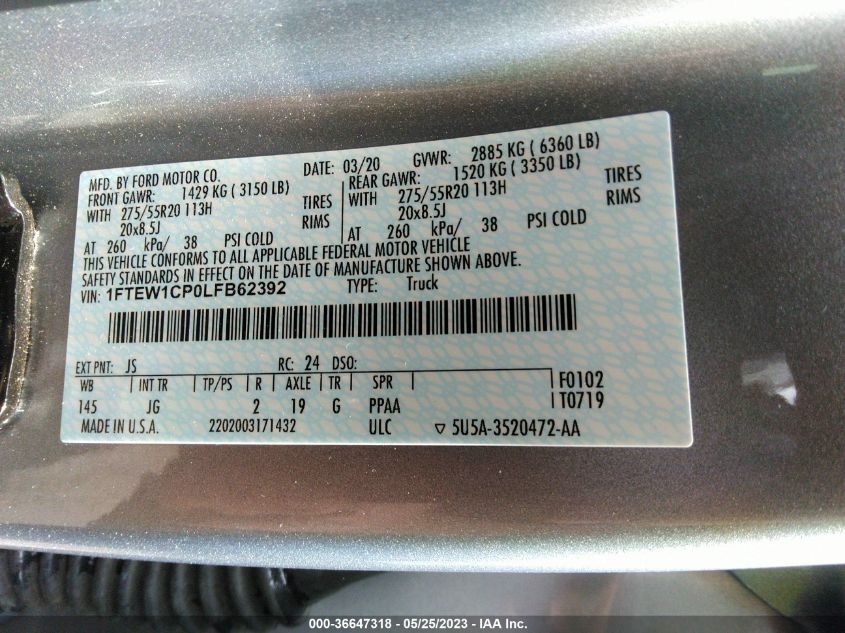 MFD. BY FORD MOTOR CO. DATE: 03/20 GVWR: 2885 KG ( 6360 LB)
FRONT GAWR: 1429 KG ( 3150 LB) REAR GAWR: 1520 KG ( 3350 LB)
WITH 275/55R20 113H TIRES WITH 275/55R20 113H TIRES
20x8.5J RIMS 20x8.5J RIMS
AT 260 kPa/ 38 PSI COLD AT 260 kPa/ 38 PSI COLD
THIS VEHICLE CONFORMS TO ALL APPLICABLE FEDERAL MOTOR VEHICLE
SAFETY STANDARDS IN EFFECT ON THE DATE OF MANUFACTURE SHOWN ABOVE.
VIN: 1FTEW1CP0LFB62392 TYPE: Truck
EXT PNT: JS RC: 24 DSO:
WB INT TR TP/PS R AXLE TR SPR F0102
145 JG 2 19 G PPAA T0719
MADE IN U.S.A. 2202003171432 ULC ▽ 5U5A-3520472-AA
000-36647318 - 05/25/2023 - IAA Inc.